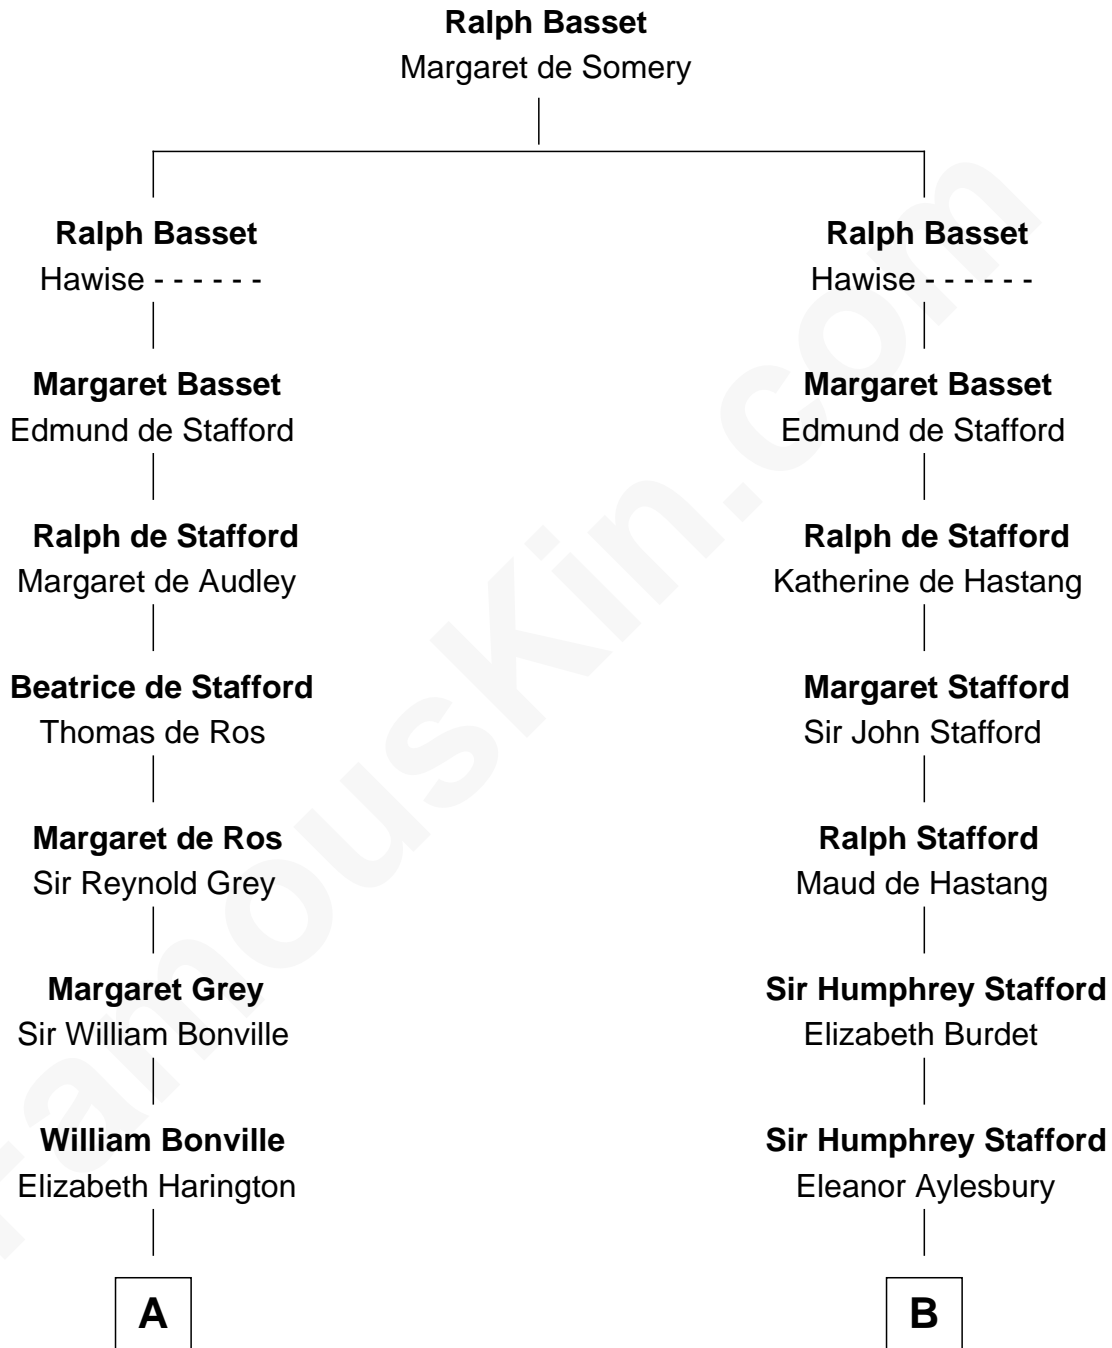 Ralph Basset
Margaret de Somery
Ralph Basset
Hawise - - - - - -
Margaret Basset
Edmund de Stafford
Ralph de Stafford
Margaret de Audley
Beatrice de Stafford
Thomas de Ros
Margaret de Ros
Sir Reynold Grey
Margaret Grey
Sir William Bonville
William Bonville
Elizabeth Harington
A
Ralph Basset
Hawise - - - - - -
Margaret Basset
Edmund de Stafford
Ralph de Stafford
Katherine de Hastang
Margaret Stafford
Sir John Stafford
Ralph Stafford
Maud de Hastang
Sir Humphrey Stafford
Elizabeth Burdet
Sir Humphrey Stafford
Eleanor Aylesbury
B
FamousKin.com